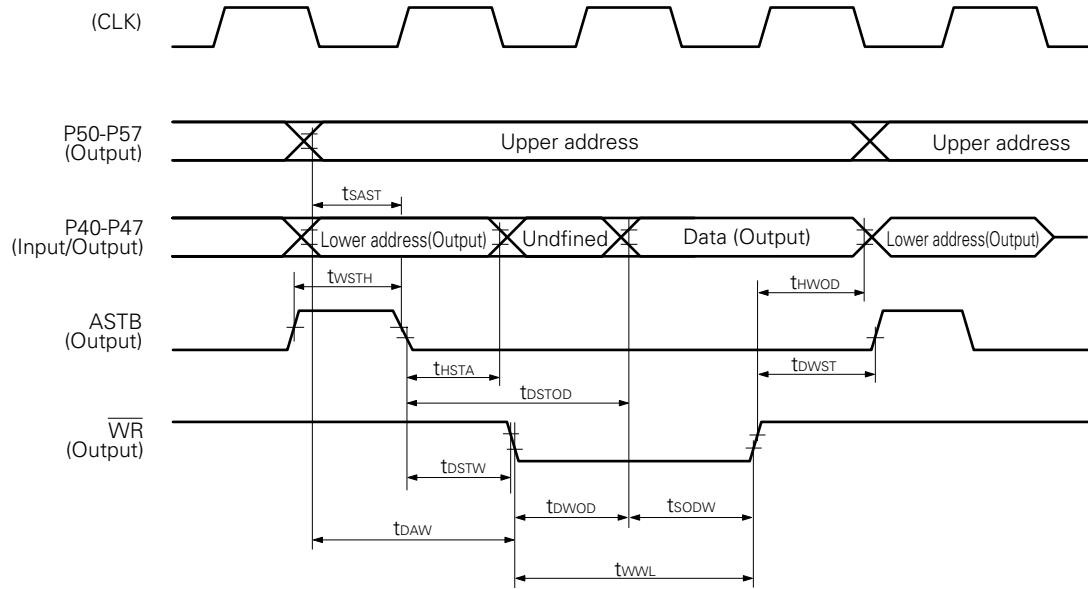 (CLK)
P50-P57
(Output)
Upper address
Upper address
tSAST
P40-P47
(Input/Output)
Lower address(Output)
Undfined
Data (Output)
Lower address(Output)
tWSTH
tHWOD
ASTB
(Output)
tHSTA
tDWST
tDSTOD
WR
(Output)
tDSTW
tDWOD
tSODW
tDAW
tWWL